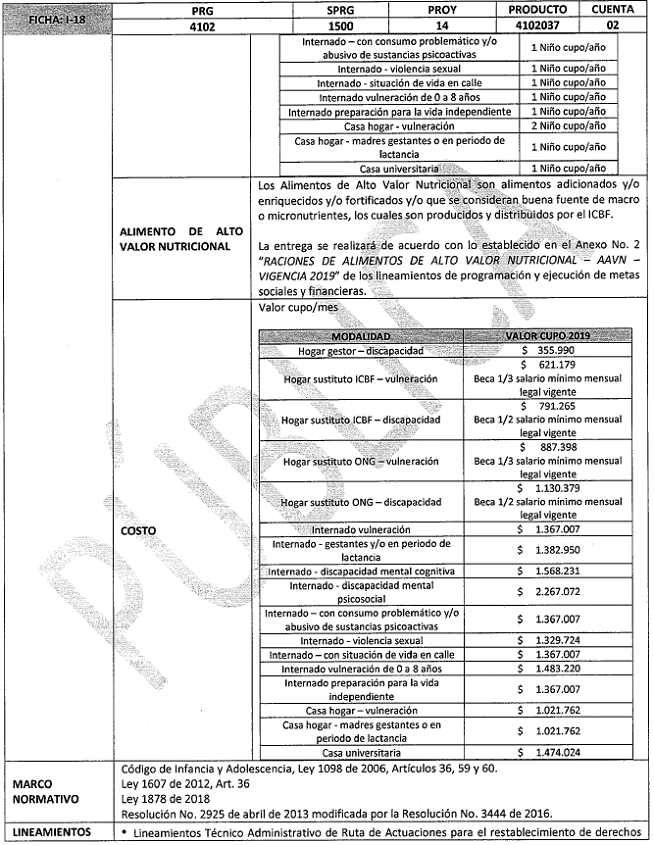 FICHA: I-18
PRG SPRG PROY PRODUCTO CUENTA
4102 1500 14 4102037 02
Internado – con consumo problemático y/o abusivo de sustancias psicoactivas 1 Niño cupo/año
Internado - violencia sexual 1 Niño cupo/año
Internado - situación de vida en calle 1 Niño cupo/año
Internado vulneración de 0 a 8 años 1 Niño cupo/año
Internado preparación para la vida independiente 1 Niño cupo/año
Casa hogar - vulneración 2 Niño cupo/año
Casa hogar - madres gestantes o en periodo de lactancia 1 Niño cupo/año
Casa universitaria 1 Niño cupo/año
ALIMENTO DE ALTO
VALOR NUTRICIONAL
Los Alimentos de Alto Valor Nutricional son alimentos adicionados y/o
enriquecidos y/o fortificados y/o que se consideran buena fuente de macro
o micronutrientes, los cuales son producidos y distribuidos por el ICBF.
La entrega se realizará de acuerdo con lo establecido en el Anexo No. 2
"RACIONES DE ALIMENTOS DE ALTO VALOR NUTRICIONAL – AAVN –
VIGENCIA 2019" de los lineamientos de programación y ejecución de metas
sociales y financieras.
COSTO
Valor cupo/mes
MODALIDAD VALOR CUPO 2019
Hogar gestor – discapacidad $ 355.990
Hogar sustituto ICBF – vulneración $ 621.179
Beca 1/3 salario mínimo mensual
legal vigente
Hogar sustituto ICBF – discapacidad $ 791.265
Beca 1/2 salario mínimo mensual
legal vigente
Hogar sustituto ONG – vulneración $ 887.398
Beca 1/3 salario mínimo mensual
legal vigente
Hogar sustituto ONG – discapacidad $ 1.130.379
Beca 1/2 salario mínimo mensual
legal vigente
Internado vulneración $ 1.367.007
Internado - gestantes y/o en periodo de
lactancia $ 1.382.950
Internado - discapacidad mental cognitiva $ 1.568.231
Internado - discapacidad mental
psicosocial $ 2.267.072
Internado – con consumo problemático y/o
abusivo de sustancias psicoactivas $ 1.367.007
Internado - violencia sexual $ 1.329.724
Internado – con situación de vida en calle $ 1.367.007
Internado vulneración de 0 a 8 años $ 1.483.220
Internado preparación para la vida
independiente $ 1.367.007
Casa hogar – vulneración $ 1.021.762
Casa hogar - madres gestantes o en
periodo de lactancia $ 1.021.762
Casa universitaria $ 1.474.024
MARCO
NORMATIVO
Código de Infancia y Adolescencia, Ley 1098 de 2006, Artículos 36, 59 y 60.
Ley 1607 de 2012, Art. 36
Ley 1878 de 2018
Resolución No. 2925 de abril de 2013 modificada por la Resolución No. 3444 de 2016.
LINEAMIENTOS * Lineamientos Técnico Administrativo de Ruta de Actuaciones para el restablecimiento de derechos
PÚBLICA